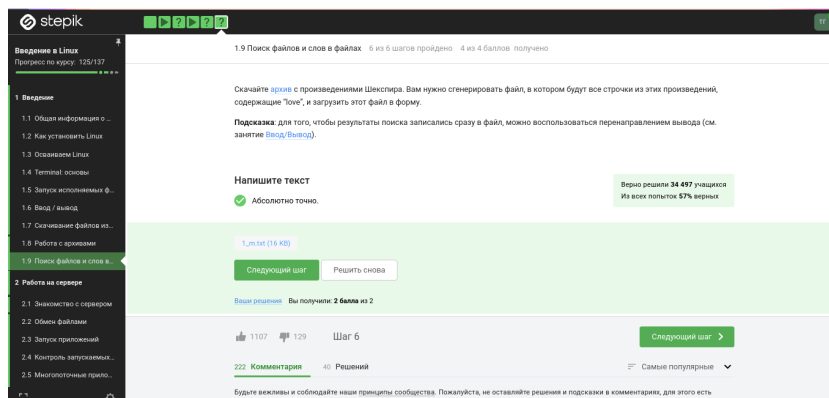 stepik
ТГ
Введение в Linux
Прогресс по курсу: 125/137
1 Введение
1.1 Общая информация о ...
1.2 Как установить Linux
1.3 Осваиваем Linux
1.4 Terminal: основы
1.5 Запуск исполняемых ф...
1.6 Ввод / вывод
1.7 Скачивание файлов из...
1.8 Работа с архивами
1.9 Поиск файлов и слов в...
2 Работа на сервере
2.1 Знакомство с сервером
2.2 Обмен файлами
2.3 Запуск приложений
2.4 Контроль запускаемых...
2.5 Многопоточные прило...
1.9 Поиск файлов и слов в файлах 6 из 6 шагов пройдено 4 из 4 баллов получено
Скачайте архив с произведениями Шекспира. Вам нужно сгенерировать файл, в котором будут все строчки из этих произведений,
содержащие "love", и загрузить этот файл в форму.
Подсказка: для того, чтобы результаты поиска записались сразу в файл, можно воспользоваться перенаправлением вывода (см.
занятие Ввод/Вывод).
Напишите текст
Абсолютно точно.
Верно решили 34 497 учащихся
Из всех попыток 57% верных
1_m.txt (16 KB)
Следующий шаг
Решить снова
Ваши решения Вы получили: 2 балла из 2
1107 129 Шаг 6
Следующий шаг
222 Комментария 40 Решений
Самые популярные
Будьте вежливы и соблюдайте наши принципы сообщества. Пожалуйста, не оставляйте решения и подсказки в комментариях, для этого есть